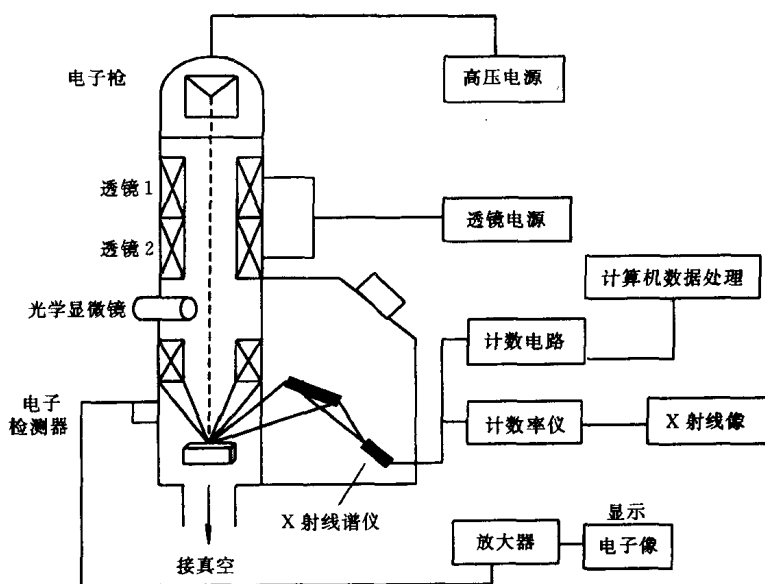 电子枪
高压电源
透镜1
透镜2
透镜电源
计算机数据处理
光学显微镜
计数电路
电子
检测器
计数率仪
X射线像
X射线谱仪
显示
放大器
电子像
接真空